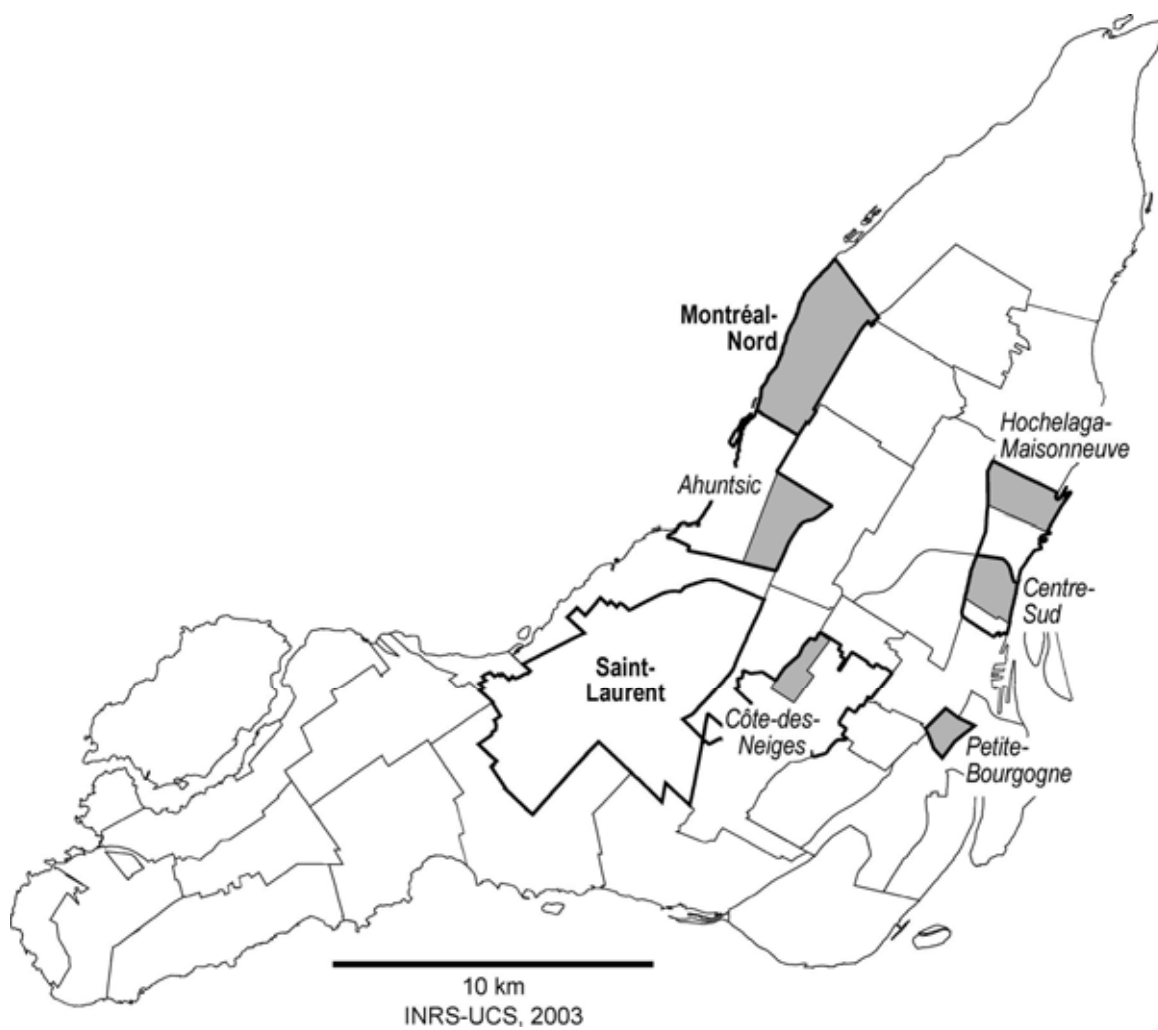 Montréal-
Nord
Hochelaga-
Maisonneuve
Ahuntsic
Centre-
Sud
Saint-
Laurent
Côte-des-
Neiges
Petite-
Bourgogne
10 km
INRS-UCS, 2003